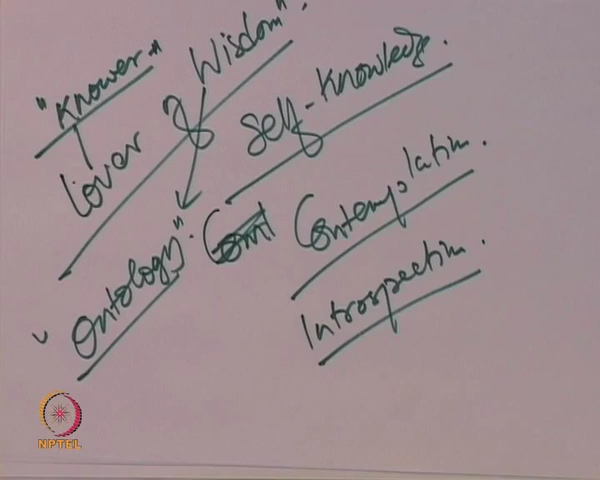 "Knower"
Lover of Wisdom".
Self-Knowledge.
"Ontology". Contemplation.
Introspection.
NPTEL